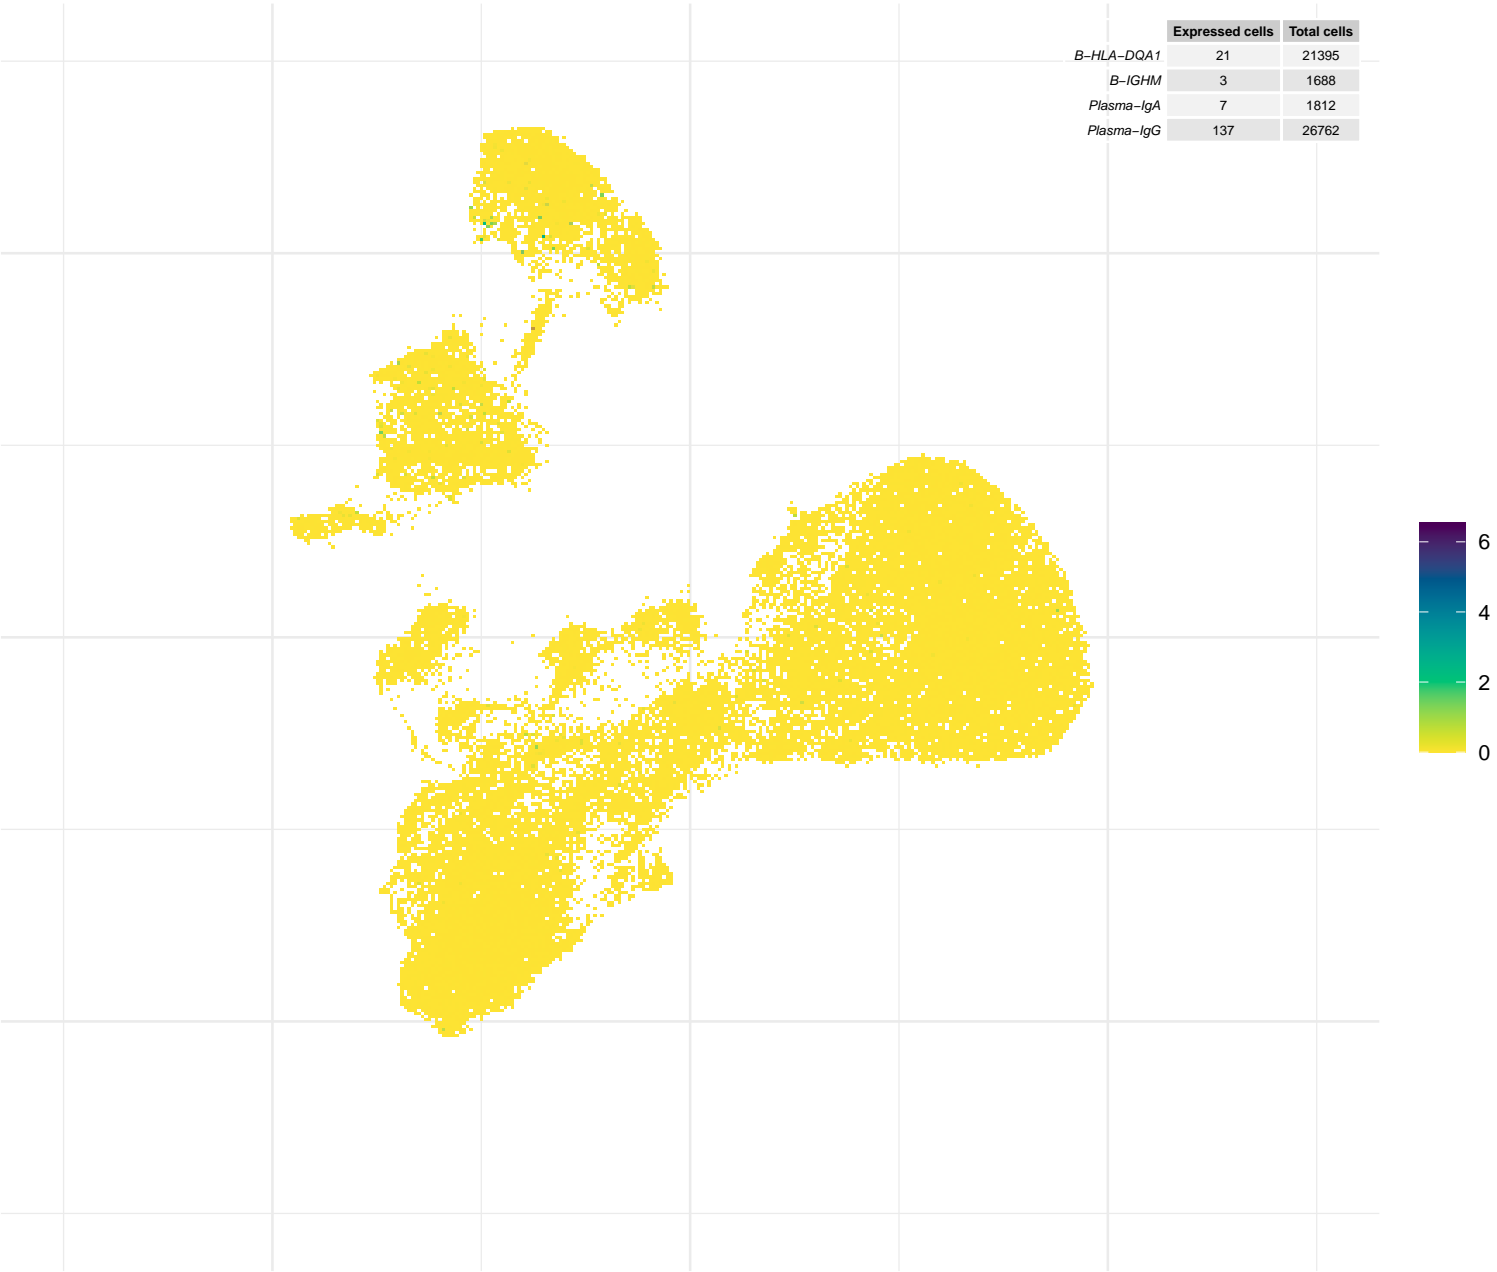 Expressed cells Total cells
B−HLA−DQA1 21 21395
B−IGHM 3 1688
Plasma−IgA 7 1812
Plasma−IgG 137 26762
6
4
2
0